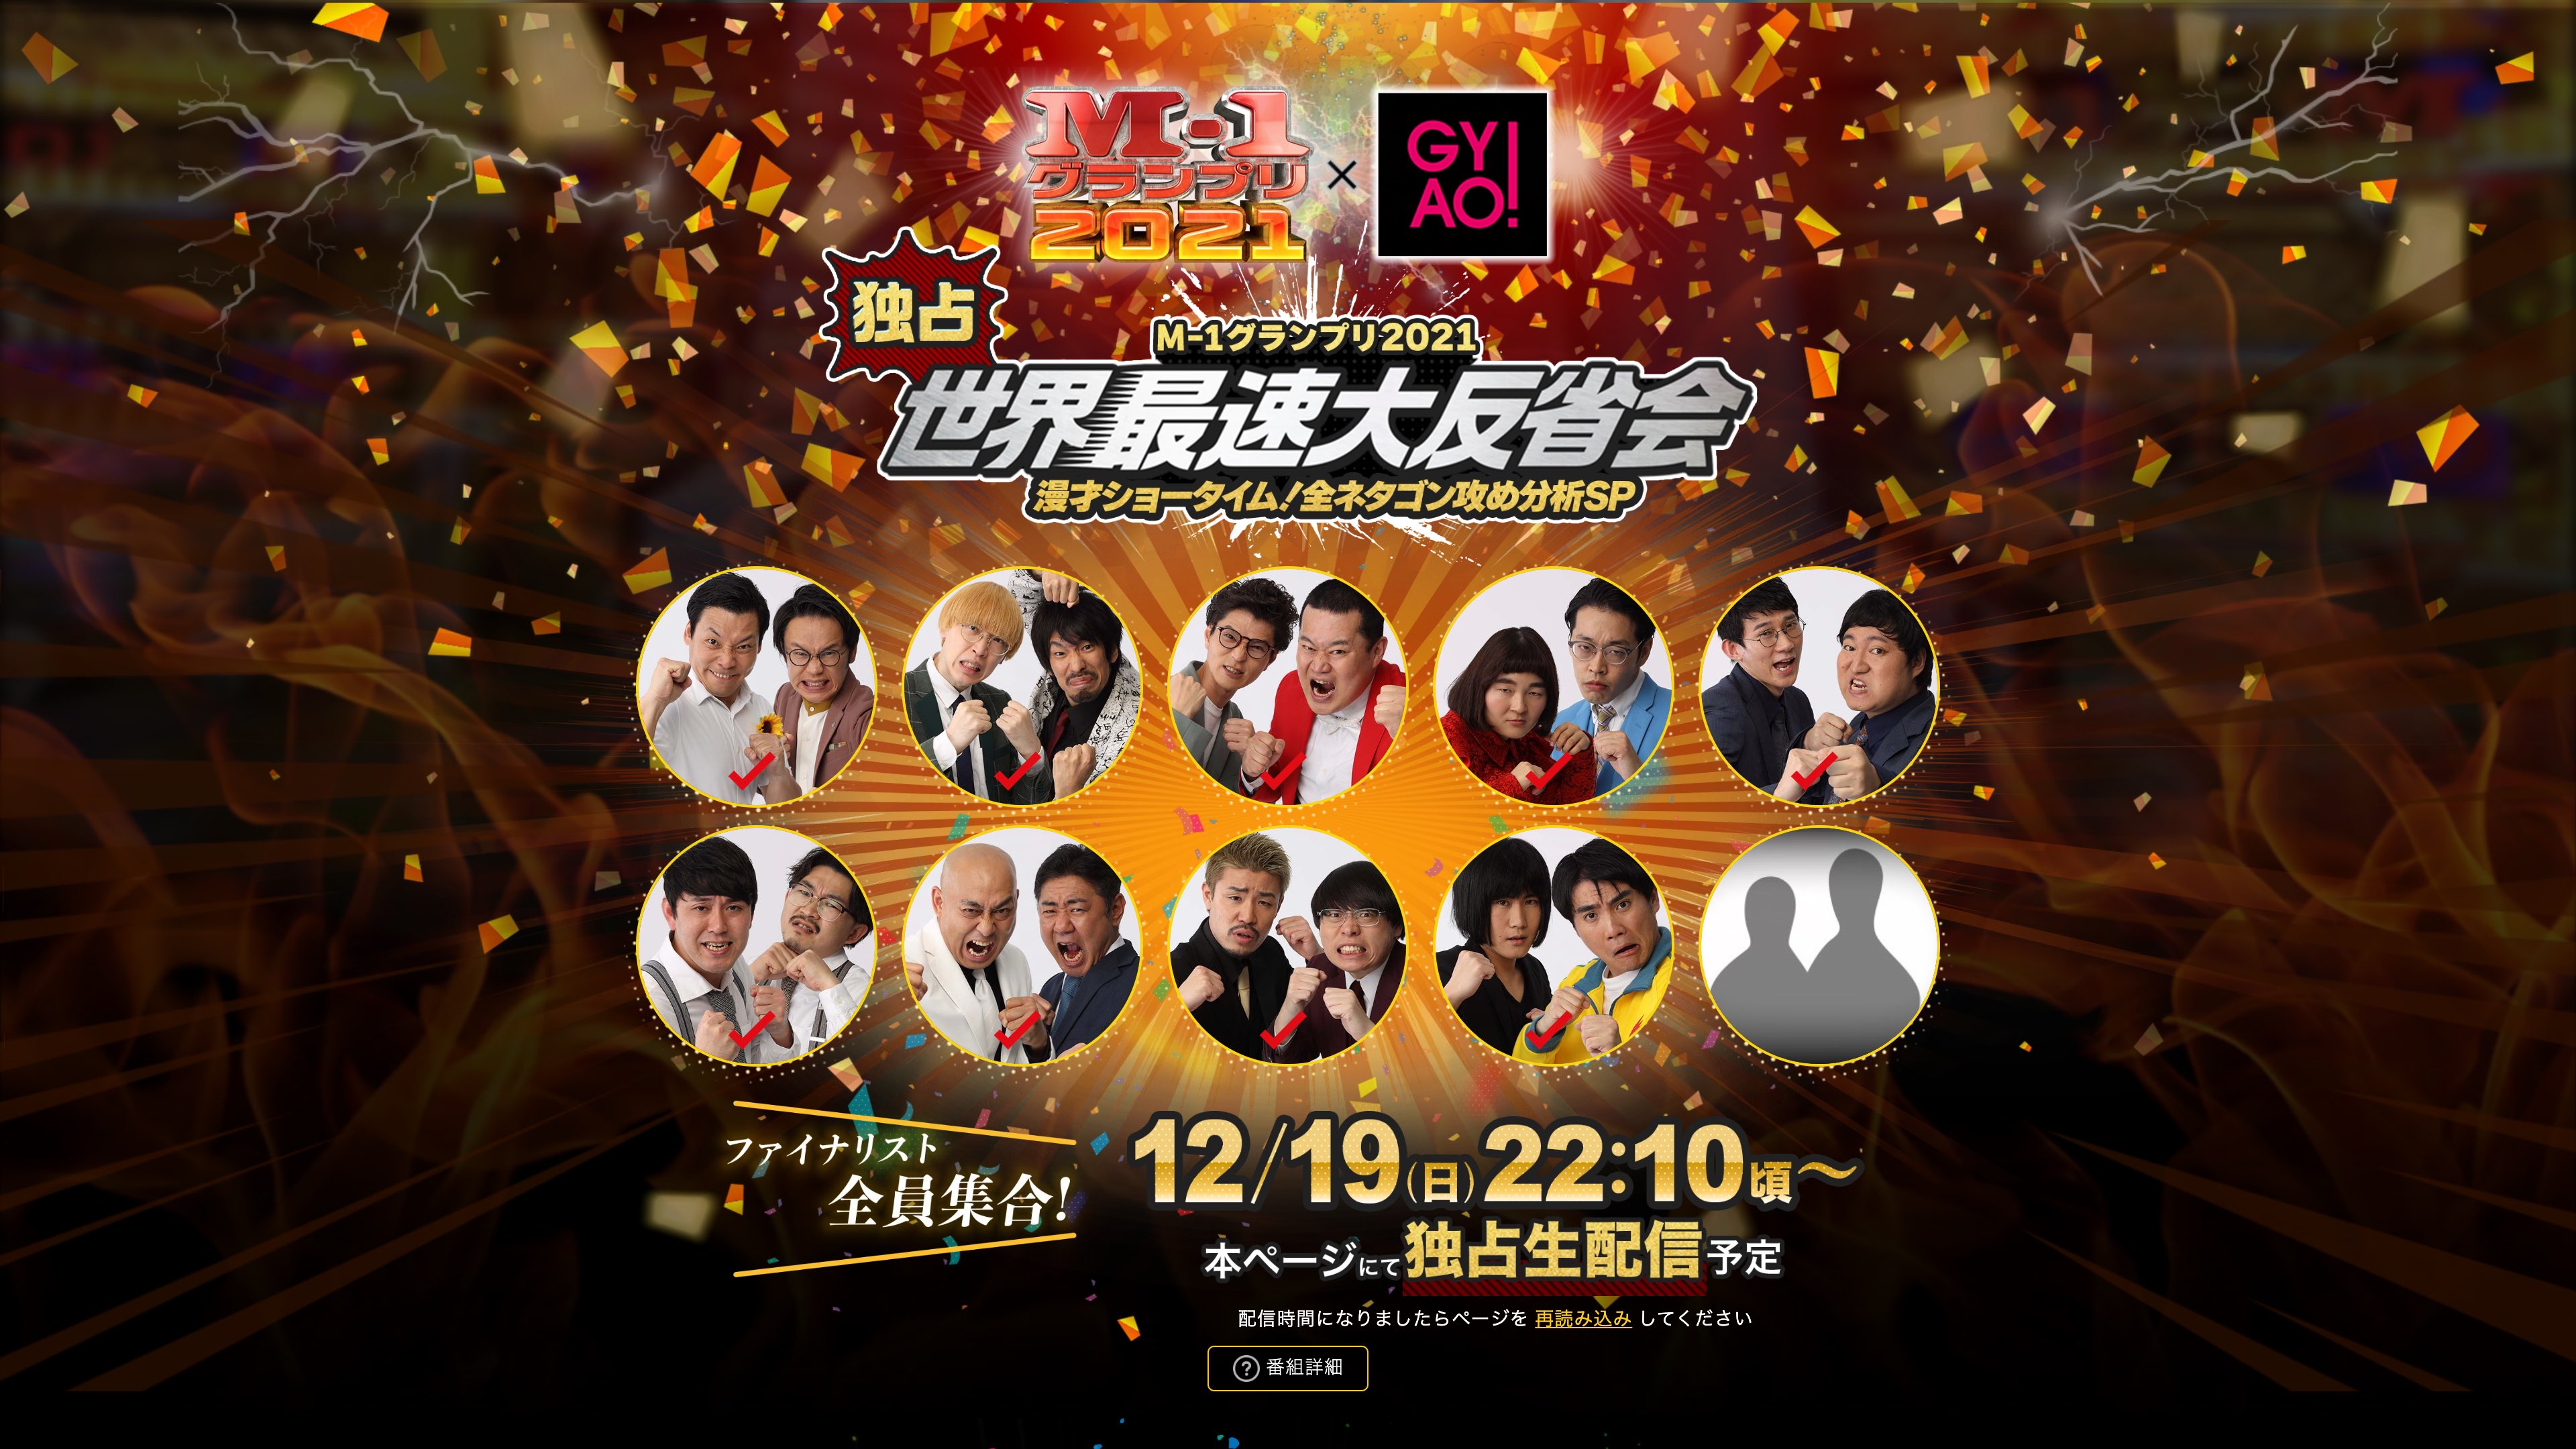 M-1
グランプリ
2021
×
GYAO!
独占
M-1グランプリ2021
世界最速大反省会
漫才ショータイム!全ネタゴン攻め分析SP
ファイナリスト
全員集合!
12/19(日)22:10頃〜
本ページにて独占生配信予定
配信時間になりましたらページを 再読み込み してください
? 番組詳細